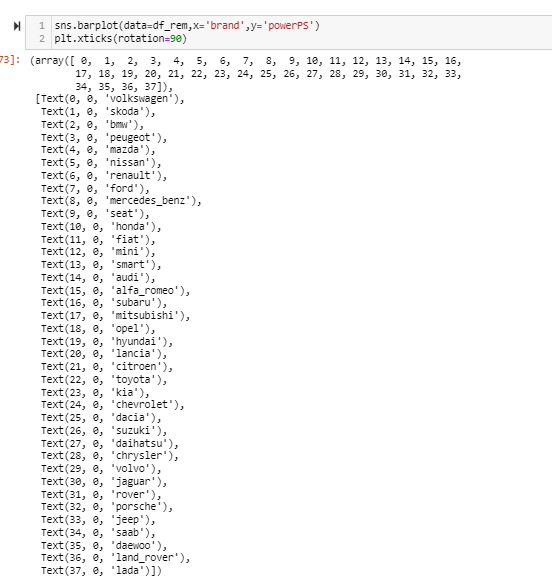 1 sns.barplot(data=df_rem,x='brand',y='powerPS')
2 plt.xticks(rotation=90)
73]: (array([ 0,  1,  2,  3,  4,  5,  6,  7,  8,  9, 10, 11, 12, 13, 14, 15, 16,
17, 18, 19, 20, 21, 22, 23, 24, 25, 26, 27, 28, 29, 30, 31, 32, 33,
34, 35, 36, 37]),
[Text(0, 0, 'volkswagen'),
Text(1, 0, 'skoda'),
Text(2, 0, 'bmw'),
Text(3, 0, 'peugeot'),
Text(4, 0, 'mazda'),
Text(5, 0, 'nissan'),
Text(6, 0, 'renault'),
Text(7, 0, 'ford'),
Text(8, 0, 'mercedes_benz'),
Text(9, 0, 'seat'),
Text(10, 0, 'honda'),
Text(11, 0, 'fiat'),
Text(12, 0, 'mini'),
Text(13, 0, 'smart'),
Text(14, 0, 'audi'),
Text(15, 0, 'alfa_romeo'),
Text(16, 0, 'subaru'),
Text(17, 0, 'mitsubishi'),
Text(18, 0, 'opel'),
Text(19, 0, 'hyundai'),
Text(20, 0, 'lancia'),
Text(21, 0, 'citroen'),
Text(22, 0, 'toyota'),
Text(23, 0, 'kia'),
Text(24, 0, 'chevrolet'),
Text(25, 0, 'dacia'),
Text(26, 0, 'suzuki'),
Text(27, 0, 'daihatsu'),
Text(28, 0, 'chrysler'),
Text(29, 0, 'volvo'),
Text(30, 0, 'jaguar'),
Text(31, 0, 'rover'),
Text(32, 0, 'porsche'),
Text(33, 0, 'jeep'),
Text(34, 0, 'saab'),
Text(35, 0, 'daewoo'),
Text(36, 0, 'land_rover'),
Text(37, 0, 'lada')])